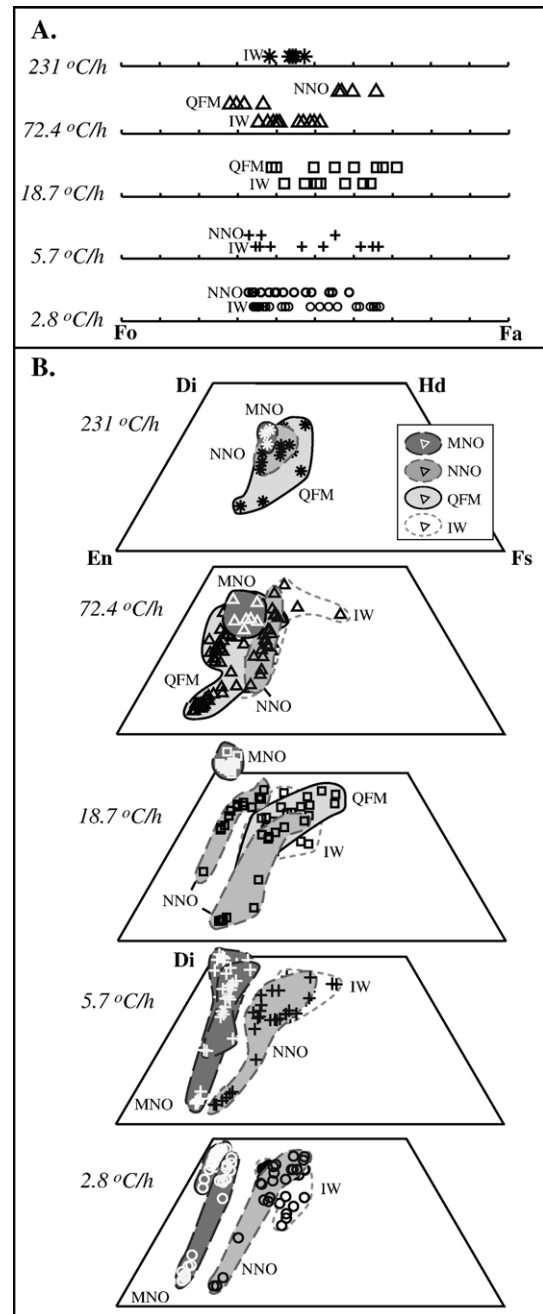 A.
IW
231 °C/h
NNO
QFM
IW
72.4 °C/h
QFM
IW
18.7 °C/h
NNO
IW
5.7 °C/h
NNO
IW
2.8 °C/h
Fo Fa
B.
Di Hd
231 °C/h
MNO
NNO
QFM
MNO
NNO
QFM
IW
En Fs
72.4 °C/h
MNO
IW
QFM
NNO
MNO
18.7 °C/h
QFM
IW
NNO
Di
5.7 °C/h
IW
NNO
MNO
2.8 °C/h
IW
NNO
MNO